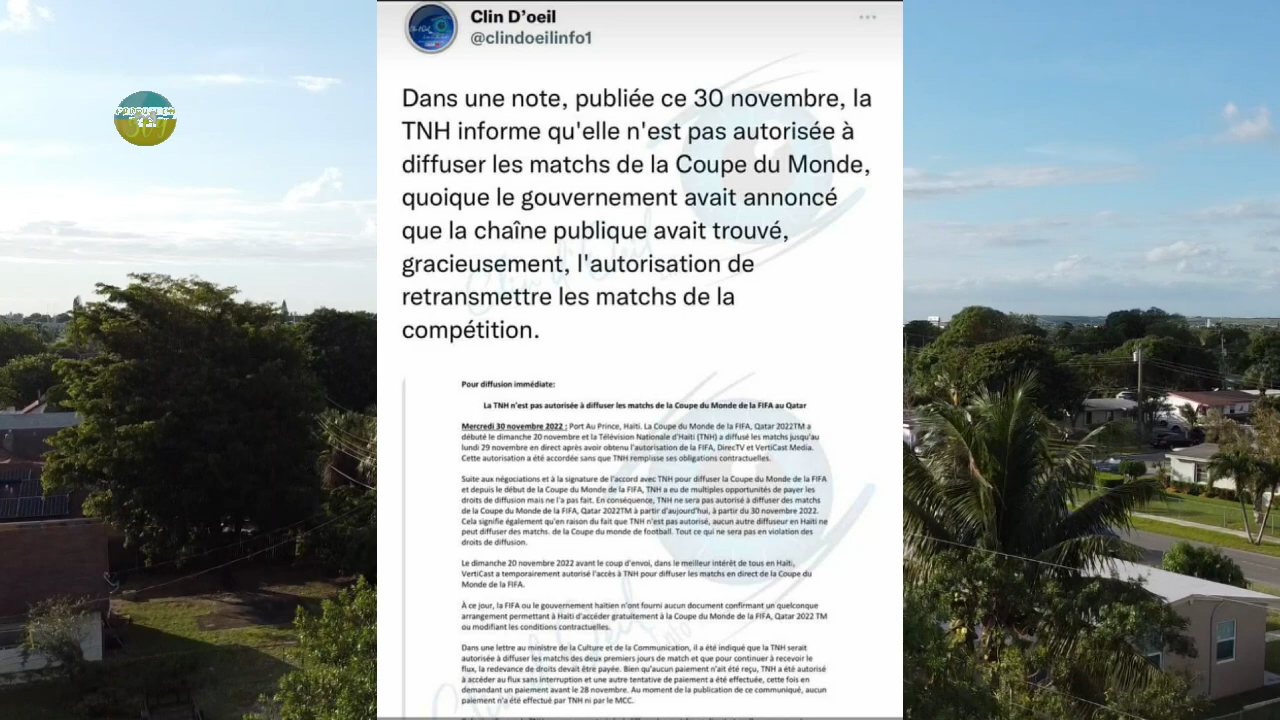 Clin D'oeil
@clindoeilinfo1
Dans une note, publiée ce 30 novembre, la
TNH informe qu'elle n'est pas autorisée à
diffuser les matchs de la Coupe du Monde,
quoique le gouvernement avait annoncé
que la chaîne publique avait trouvé,
gracieusement, l'autorisation de
retransmettre les matchs de la
compétition.
Pour diffusion immédiate:
La TNH n'est pas autorisée à diffuser les matchs de la Coupe du Monde de la FIFA au Qatar
Mercredi 30 novembre 2022 : Port Au Prince, Haiti. La Coupe du Monde de la FIFA, Qatar 2022TM a
débuté le dimanche 20 novembre et la Télévision Nationale d'Haïti (TNH) a diffusé les matchs jusqu'au
lundi 29 novembre en direct après avoir obtenu l'autorisation de la FIFA, DirecTV et VertiCast Media.
Cette autorisation a été accordée sans que TNH remplisse ses obligations contractuelles.
Suite aux négociations et à la signature de l'accord avec TNH pour diffuser la Coupe du Monde de la FIFA
et depuis le début de la Coupe du Monde de la FIFA, TNH a eu de multiples opportunités de payer les
droits de diffusion mais ne l'a pas fait. En conséquence, TNH ne sera pas autorisé à diffuser des matchs
de la Coupe du Monde de la FIFA, Qatar 2022TM à partir d'aujourd'hui, à partir du 30 novembre 2022.
Cela signifie également qu'en raison du fait que TNH n'est pas autorisé, aucun autre diffuseur en Haïti ne
peut diffuser des matchs. de la Coupe du monde de football. Tout ce qui ne sera pas en violation des
droits de diffusion.
Le dimanche 20 novembre 2022 avant le coup d'envoi, dans le meilleur intérêt de tous en Haïti,
VertiCast a temporairement autorisé l'accès à TNH pour diffuser les matchs en direct de la Coupe du
Monde de la FIFA.
À ce jour, la FIFA ou le gouvernement haïtien n'ont fourni aucun document confirmant un quelconque
arrangement permettant à Haïti d'accéder gratuitement à la Coupe du Monde de la FIFA, Qatar 2022 TM
ou modifiant les conditions contractuelles.
Dans une lettre au ministre de la Culture et de la Communication, il a été indiqué que la TNH serait
autorisée à diffuser les matchs des deux premiers jours de match et que pour continuer à recevoir le
flux, la redevance de droits devait être payée. Bien qu'aucun paiement n'ait été reçu, TNH a été autorisé
à accéder au flux sans interruption et une autre tentative de paiement a été effectuée, cette fois en
demandant un paiement avant le 28 novembre. Au moment de la publication de ce communiqué, aucun
paiement n'a été effectué par TNH ni par le MCC.